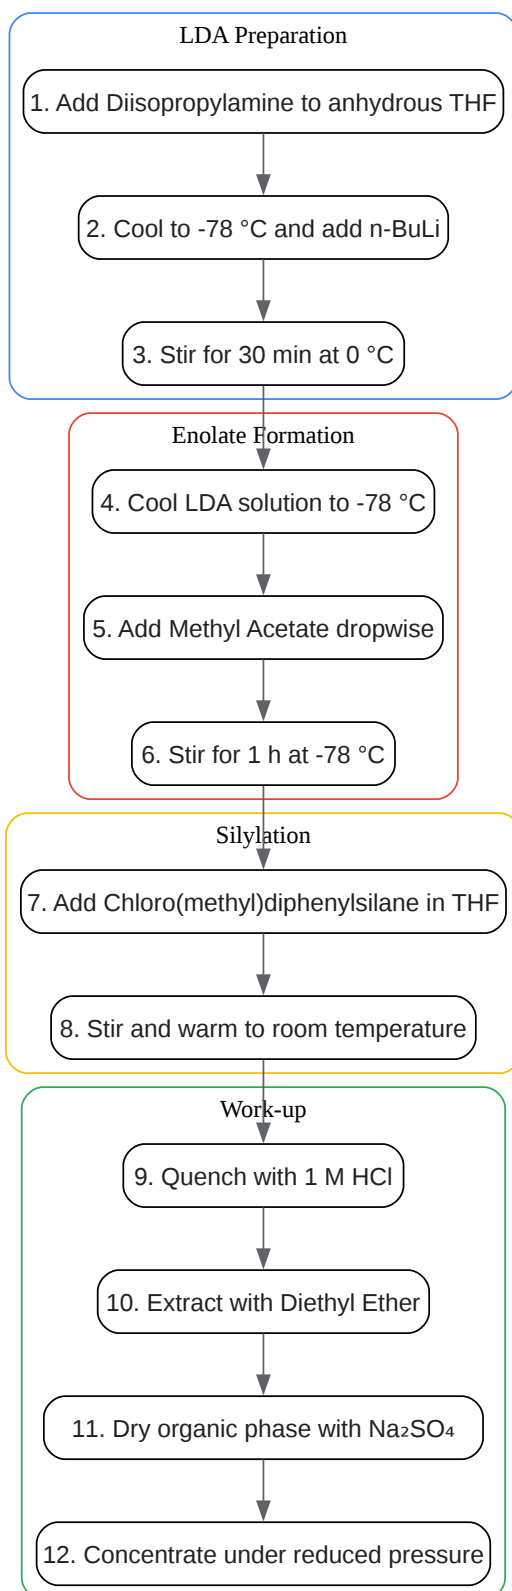 LDA Preparation
1. Add Diisopropylamine to anhydrous THF
2. Cool to -78 °C and add n-BuLi
3. Stir for 30 min at 0 °C
Enolate Formation
4. Cool LDA solution to -78 °C
5. Add Methyl Acetate dropwise
6. Stir for 1 h at -78 °C
Silylation
7. Add Chloro(methyl)diphenylsilane in THF
8. Stir and warm to room temperature
Work-up
9. Quench with 1 M HCl
10. Extract with Diethyl Ether
11. Dry organic phase with Na₂SO₄
12. Concentrate under reduced pressure